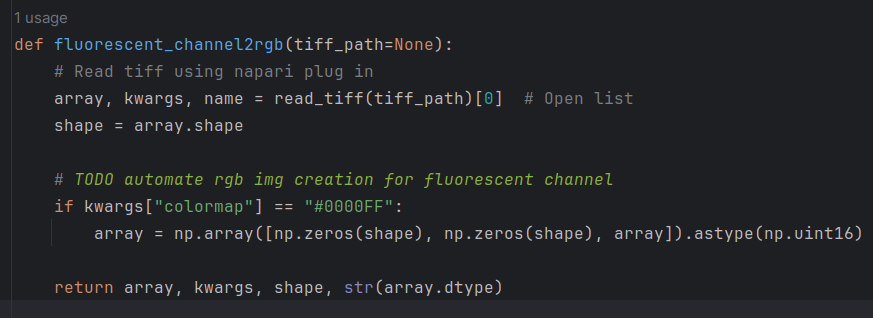 1 usage
def fluorescent_channel2rgb(tiff_path=None):
    # Read tiff using napari plug in
    array, kwargs, name = read_tiff(tiff_path)[0]  # Open list
    shape = array.shape
    # TODO automate rgb img creation for fluorescent channel
    if kwargs["colormap"] == "#0000FF":
        array = np.array([np.zeros(shape), np.zeros(shape), array]).astype(np.uint16)
    return array, kwargs, shape, str(array.dtype)